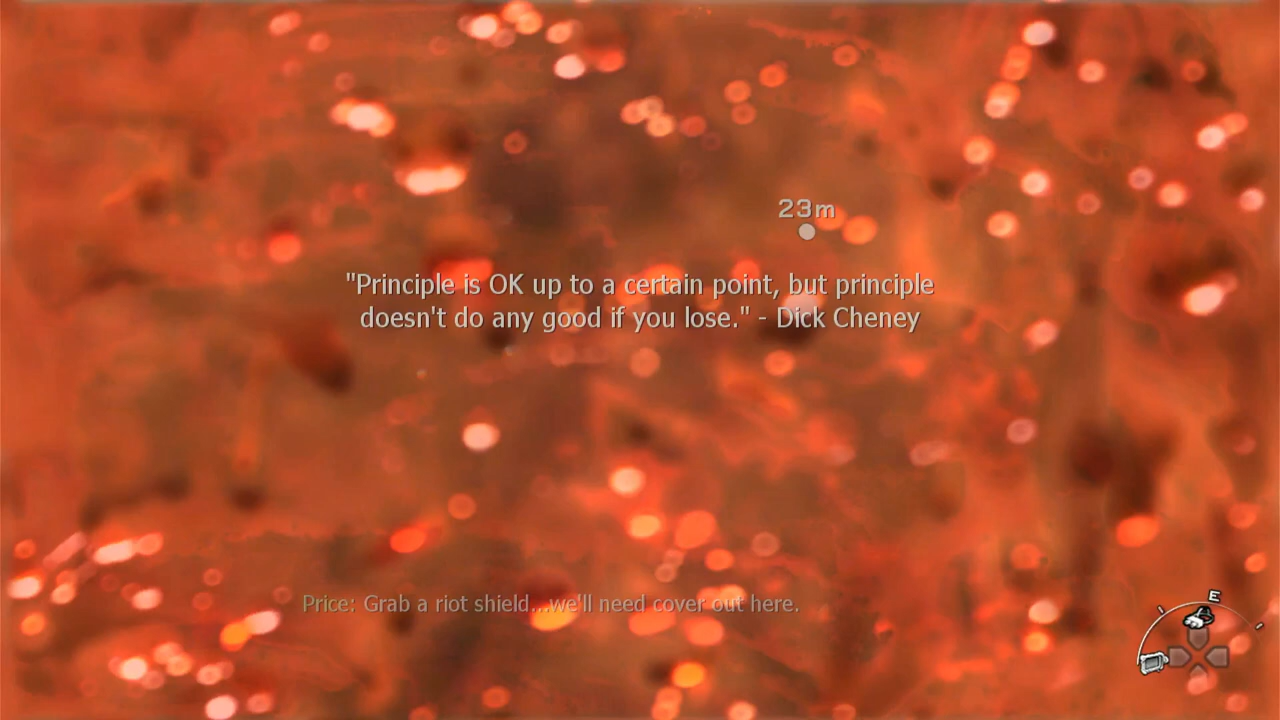 23m
"Principle is OK up to a certain point, but principle
doesn't do any good if you lose." - Dick Cheney
Price: Grab a riot shield...we'll need cover out here.
E